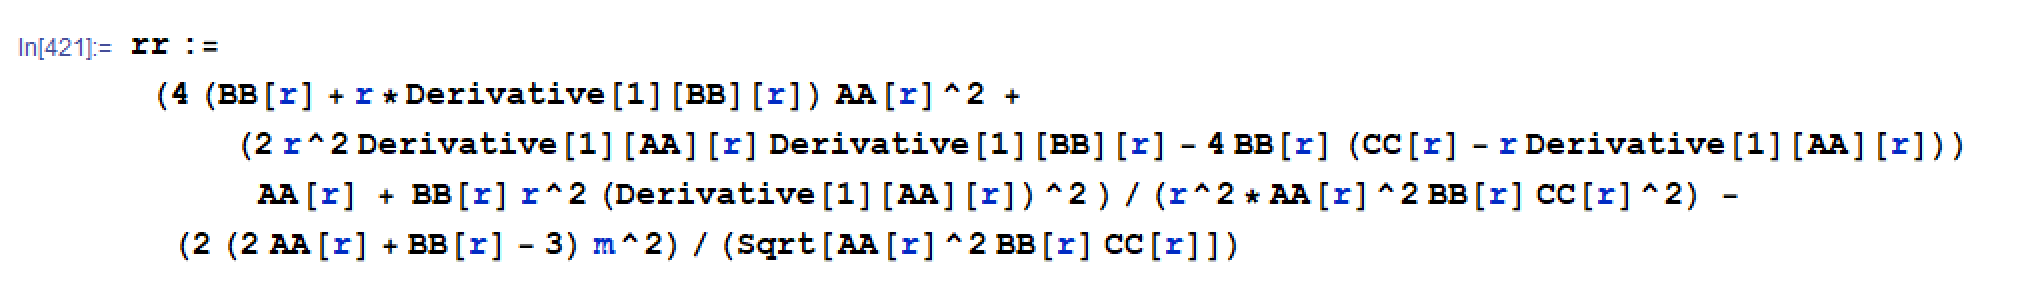 In[421]:= rr :=
(4 (BB[r] + r * Derivative[1][BB][r]) AA[r]^2 +
(2 r^2 Derivative[1][AA][r] Derivative[1][BB][r] - 4 BB[r] (CC[r] - r Derivative[1][AA][r]))
AA[r] + BB[r] r^2 (Derivative[1][AA][r])^2 ) / (r^2 * AA[r]^2 BB[r] CC[r]^2) -
(2 (2 AA[r] + BB[r] - 3) m^2) / (Sqrt[AA[r]^2 BB[r] CC[r]])